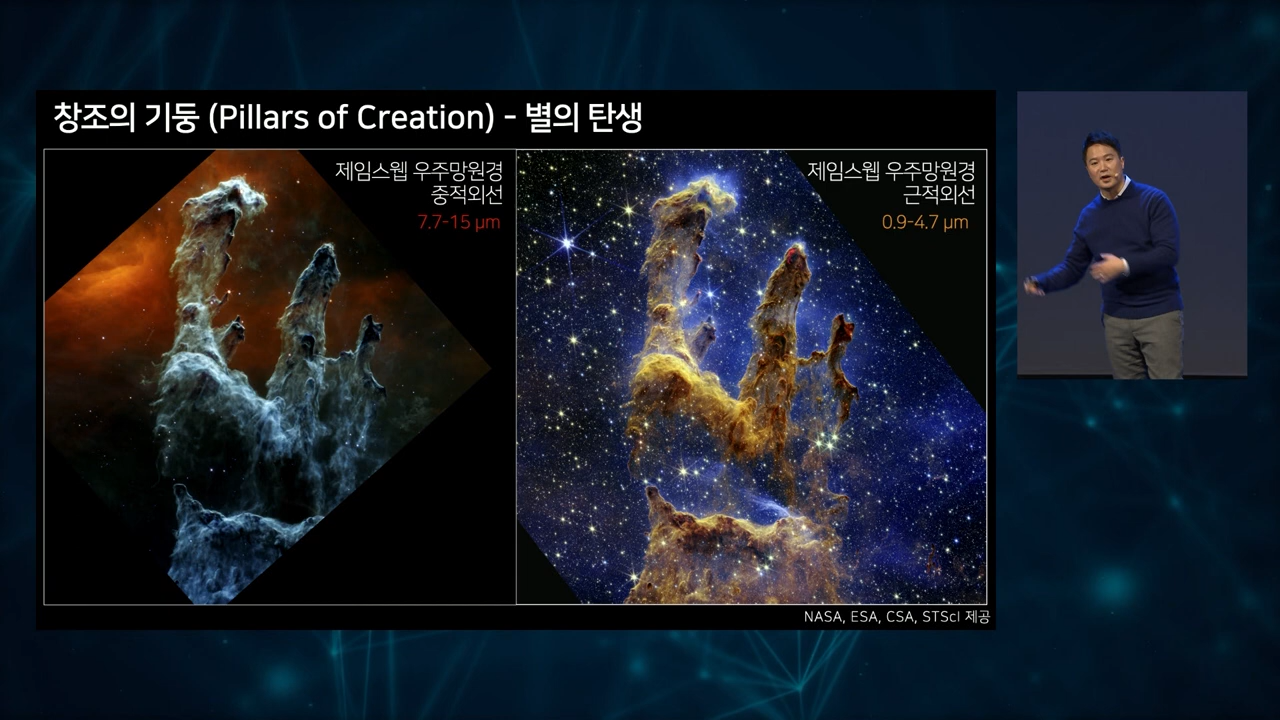 창조의 기둥 (Pillars of Creation) - 별의 탄생
제임스웹 우주망원경
중적외선
7.7-15 μm
제임스웹 우주망원경
근적외선
0.9-4.7 μm
NASA, ESA, CSA, STScI 제공